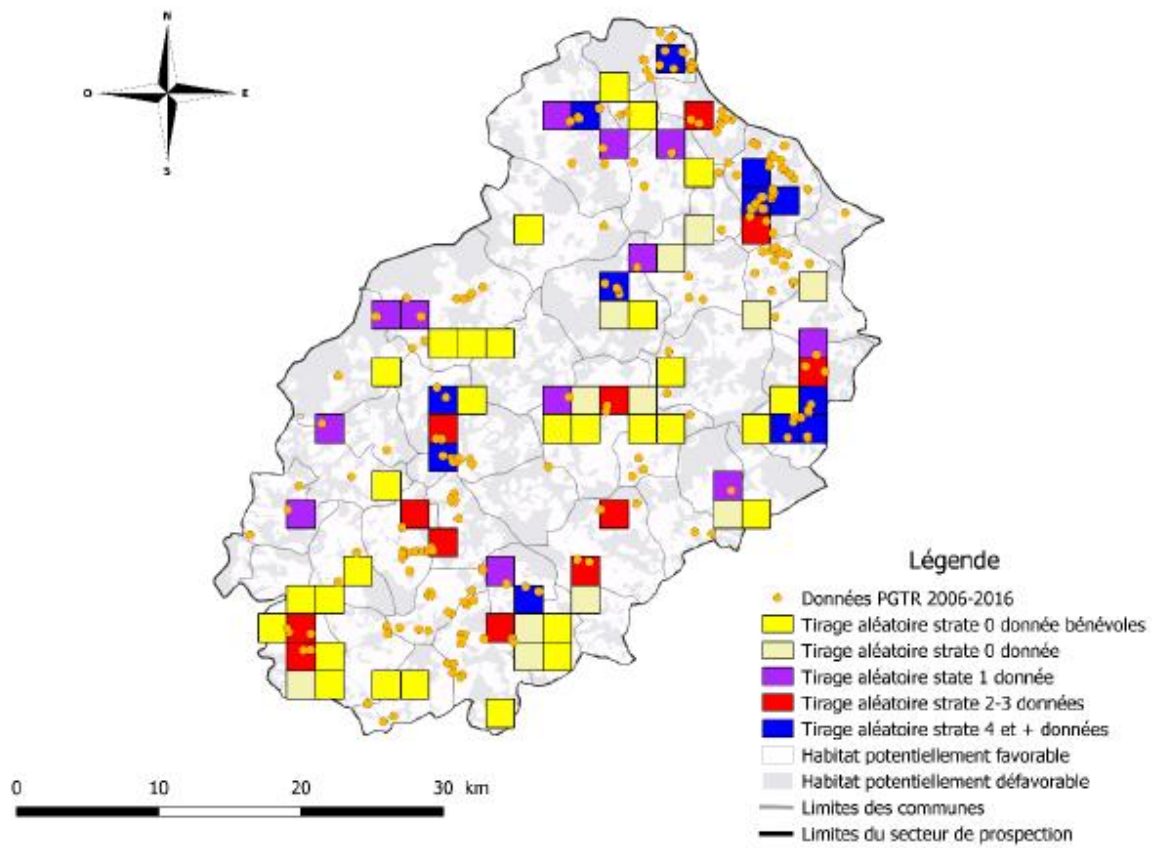 N
O
E
S
Légende
Données PGTR 2006-2016
Tirage aléatoire strate 0 donnée bénévoles
Tirage aléatoire strate 0 donnée
Tirage aléatoire state 1 donnée
Tirage aléatoire strate 2-3 données
Tirage aléatoire strate 4 et + données
Habitat potentiellement favorable
Habitat potentiellement défavorable
Limites des communes
Limites du secteur de prospection
0 10 20 30 km